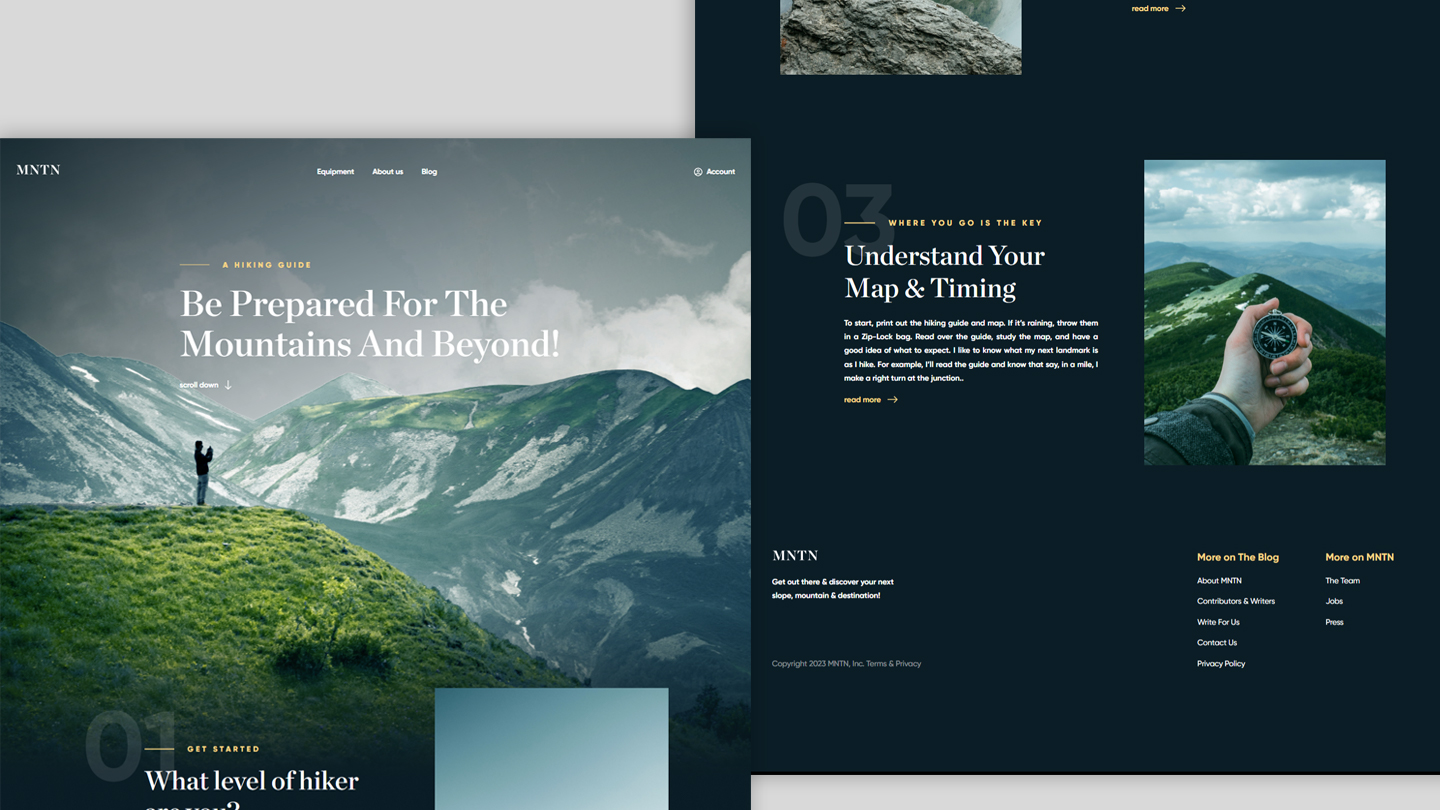 MNTN
Equipment
About us
Blog
Account
A HIKING GUIDE
Be Prepared For The
Mountains And Beyond!
scroll down
01
GET STARTED
What level of hiker
are you?
read more
03
WHERE YOU GO IS THE KEY
Understand Your
Map & Timing
To start, print out the hiking guide and map. If it's raining, throw them
in a Zip-Lock bag. Read over the guide, study the map, and have a
good idea of what to expect. I like to know what my next landmark is
as I hike. For example, I'll read the guide and know that say, in a mile, I
make a right turn at the junction..
read more
MNTN
Get out there & discover your next
slope, mountain & destination!
Copyright 2023 MNTN, Inc. Terms & Privacy
More on The Blog
About MNTN
Contributors & Writers
Write For Us
Contact Us
Privacy Policy
More on MNTN
The Team
Jobs
Press